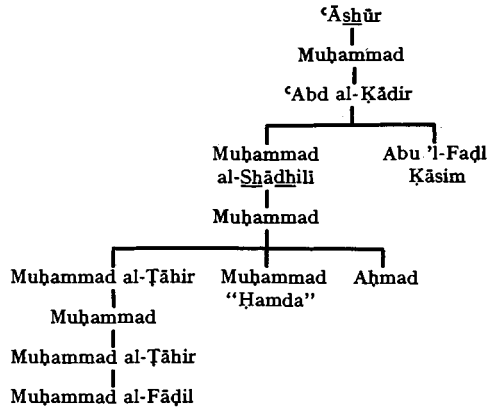 ʿĀshūr
Muḥammad
ʿAbd al-Ḳādir
Muḥammad
al-Shādhilī
Abu 'l-Faḍl
Ḳāsim
Muḥammad
Muḥammad al-Ṭāhir
Muḥammad
"Ḥamda"
Aḥmad
Muḥammad
Muḥammad al-Ṭāhir
Muḥammad al-Fāḍil